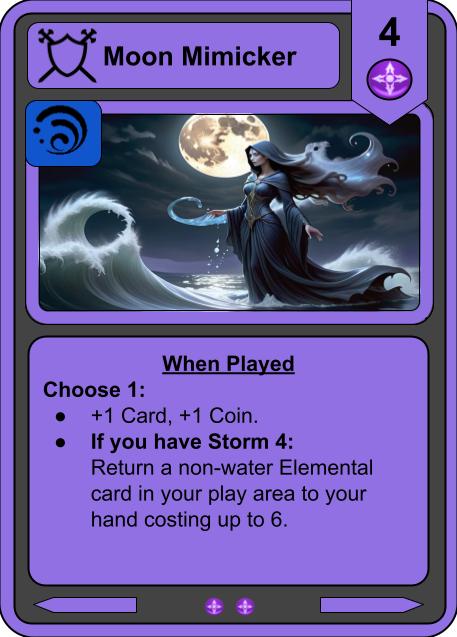 Moon Mimicker
4
When Played
Choose 1:
● +1 Card, +1 Coin.
● If you have Storm 4:
Return a non-water Elemental
card in your play area to your
hand costing up to 6.